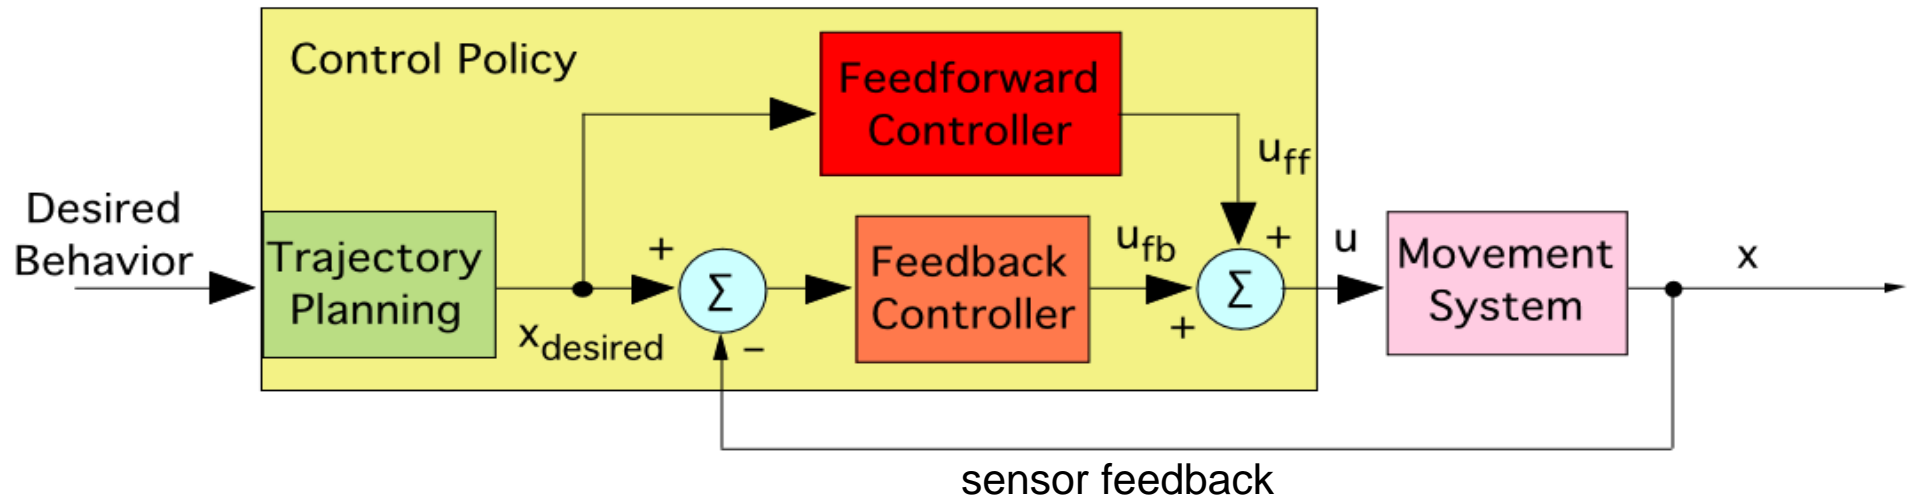 Control Policy
Feedforward
Controller
u_ff
Desired
Behavior
Trajectory
Planning
x_desired
+
Σ
−
Feedback
Controller
u_fb
+
Σ
+
u
Movement
System
x
sensor feedback